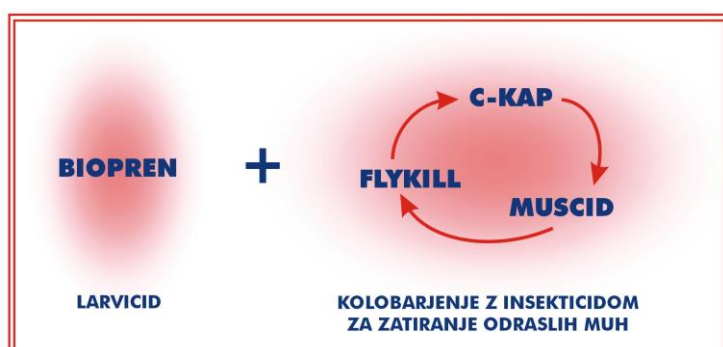 BIOPREN
+
C-KAP
FLYKILL
MUSCID
LARVICID
KOLOBARJENJE Z INSEKTICIDOM
ZA ZATIRANJE ODRASLIH MUH